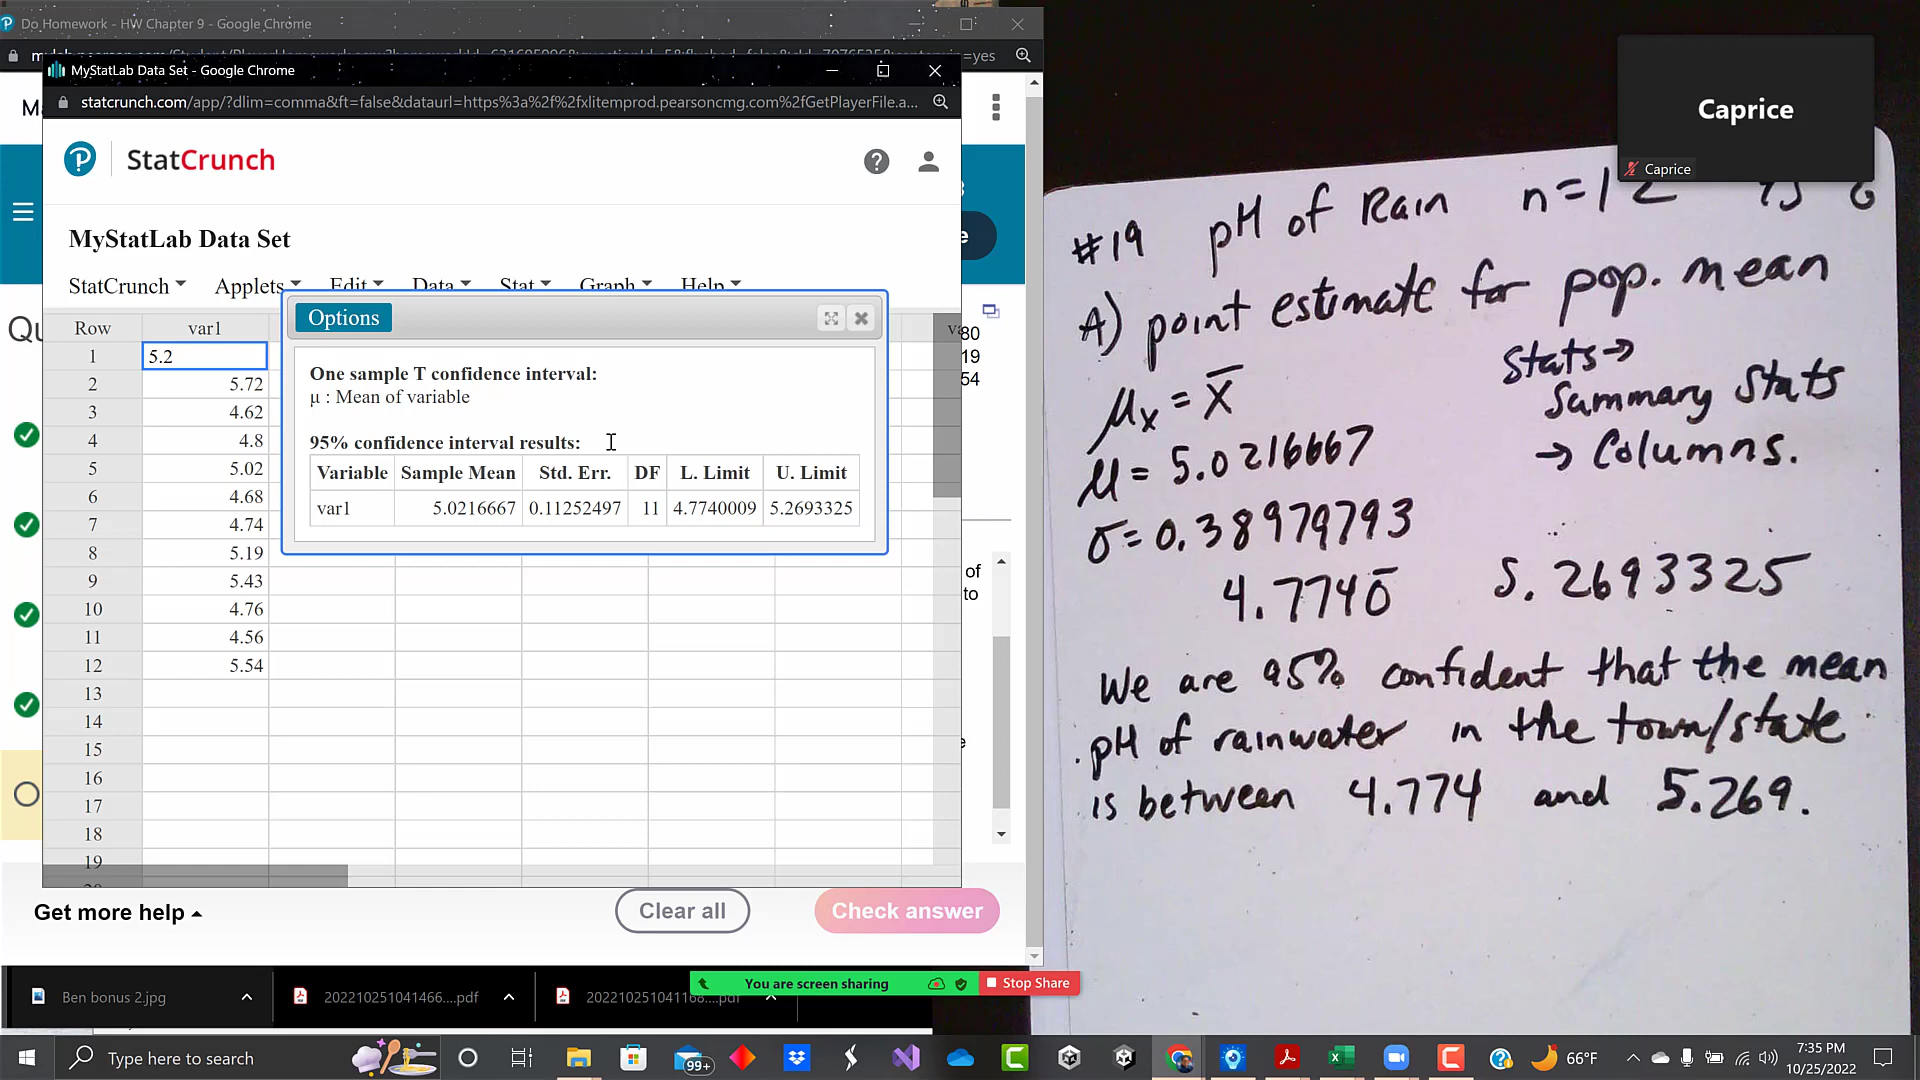 Do Homework - HW Chapter 9 - Google Chrome
=yes
MyStatLab Data Set - Google Chrome
statcrunch.com/app/?dlim=comma&ft=false&dataurl=https%3a%2f%2fxlitemprod.pearsoncmg.com%2fGetPlayerFile.a...
StatCrunch
MyStatLab Data Set
StatCrunch Applets Edit Data Stat Graph Help
Options
One sample T confidence interval:
μ : Mean of variable
95% confidence interval results:
Variable Sample Mean Std. Err. DF L. Limit U. Limit
var1 5.0216667 0.11252497 11 4.7740009 5.2693325
Row var1
1 5.2
2 5.72
3 4.62
4 4.8
5 5.02
6 4.68
7 4.74
8 5.19
9 5.43
10 4.76
11 4.56
12 5.54
13
14
15
16
17
18
19
80
19
54
of
to
Get more help
Clear all
Check answer
Ben bonus 2.jpg
202210251041466....pdf
You are screen sharing
Stop Share
Type here to search
99+
66°F
7:35 PM
10/25/2022
Caprice
Caprice
#19 pH of Rain n=12
A) point estimate for pop. mean
μx = x̄
Stats→
Summary Stats
→ Columns.
μ = 5.0216667
σ = 0.38979793
4.7740̄ 5.2693325
We are 95% confident that the mean
pH of rainwater in the town/state
is between 4.774 and 5.269.